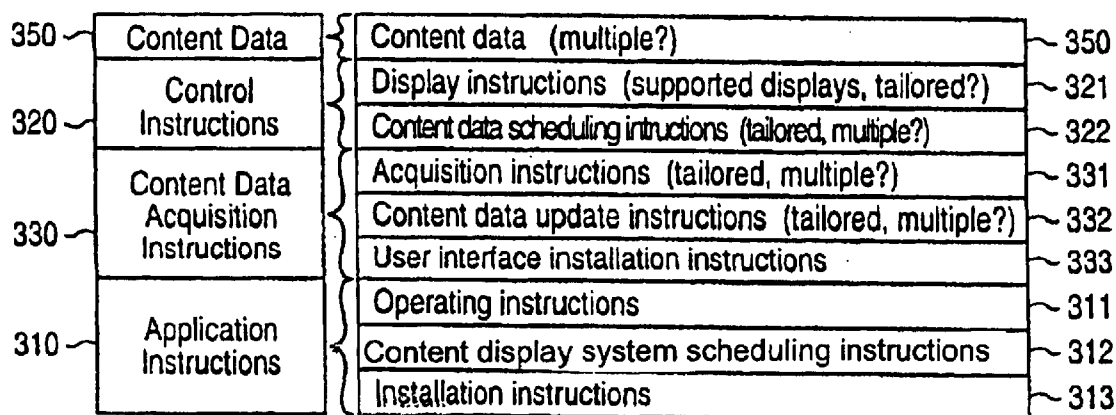 350 Content Data Content data (multiple?) 350
320 Control Instructions Display instructions (supported displays, tailored?) 321
Content data scheduling intructions (tailored, multiple?) 322
330 Content Data Acquisition Instructions Acquisition instructions (tailored, multiple?) 331
Content data update instructions (tailored, multiple?) 332
User interface installation instructions 333
310 Application Instructions Operating instructions 311
Content display system scheduling instructions 312
Installation instructions 313